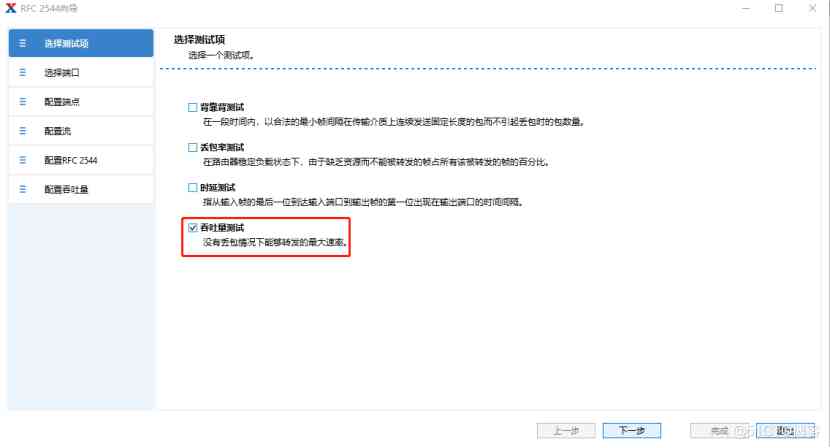 RFC 2544向导
选择测试项
选择端口
配置端点
配置流
配置RFC 2544
配置吞吐量
选择测试项
选择一个测试项。
背靠背测试
在一段时间内，以合法的最小帧间隔在传输介质上连续发送固定长度的包而不引起丢包时的包数量。
丢包率测试
在路由器稳定负载状态下，由于缺乏资源而不能被转发的帧占所有该被转发的帧的百分比。
时延测试
指从输入帧的最后一位到达输入端口到输出帧的第一位出现在输出端口的时间间隔。
吞吐量测试
没有丢包情况下能够转发的最大速率。
上一步
下一步
完成